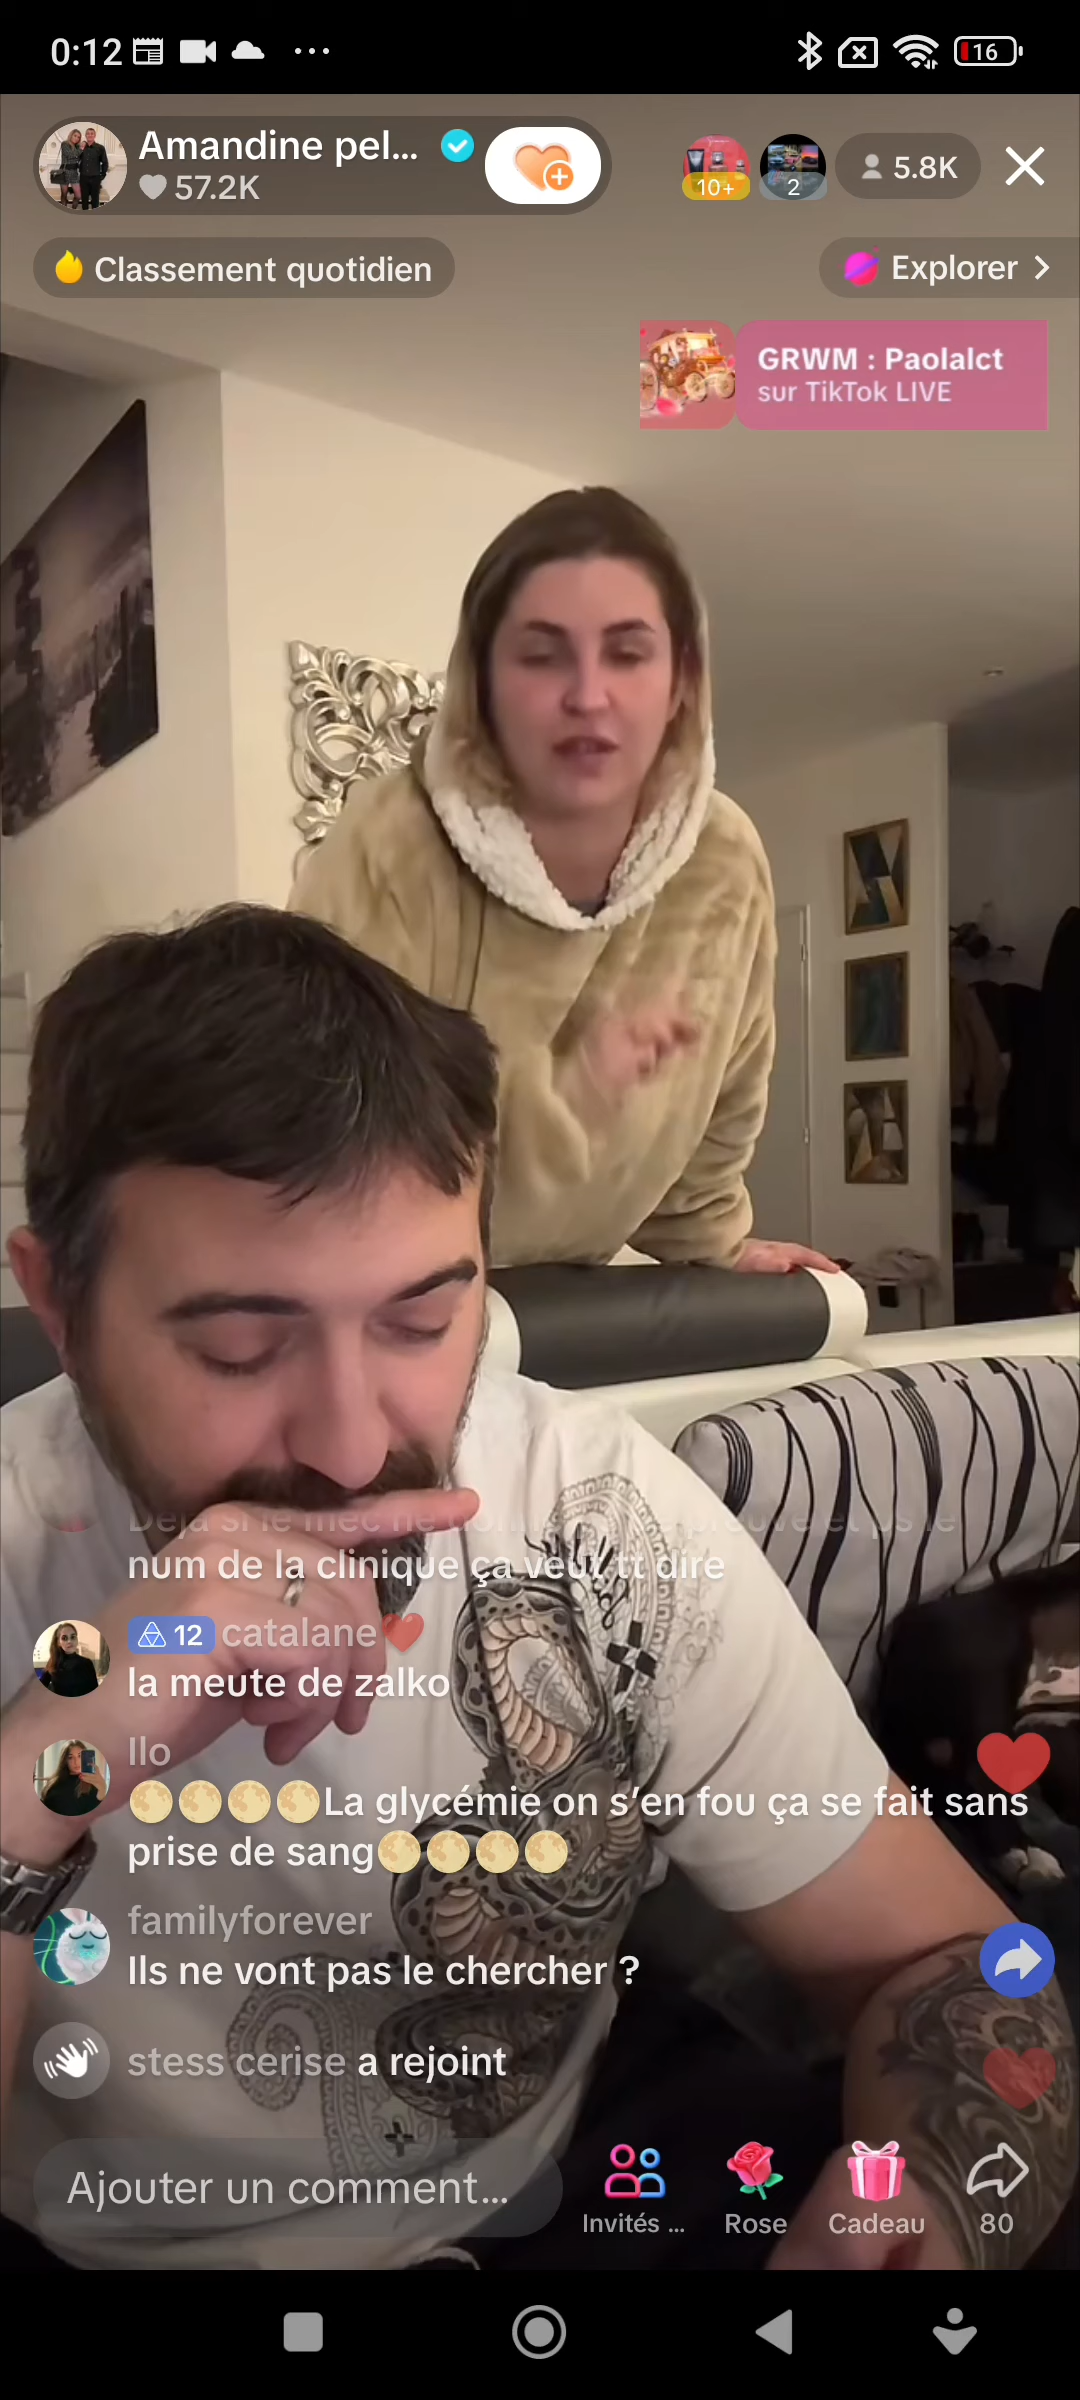 0:12
16
Amandine pel...
57.2K
10+
2
5.8K
Classement quotidien
Explorer
GRWM : Paolalct
sur TikTok LIVE
num de la clinique ça veut tt dire
12 catalane
la meute de zalko
llo
La glycémie on s’en fou ça se fait sans
prise de sang
familyforever
Ils ne vont pas le chercher ?
stess cerise a rejoint
Ajouter un comment...
Invités ...
Rose
Cadeau
80